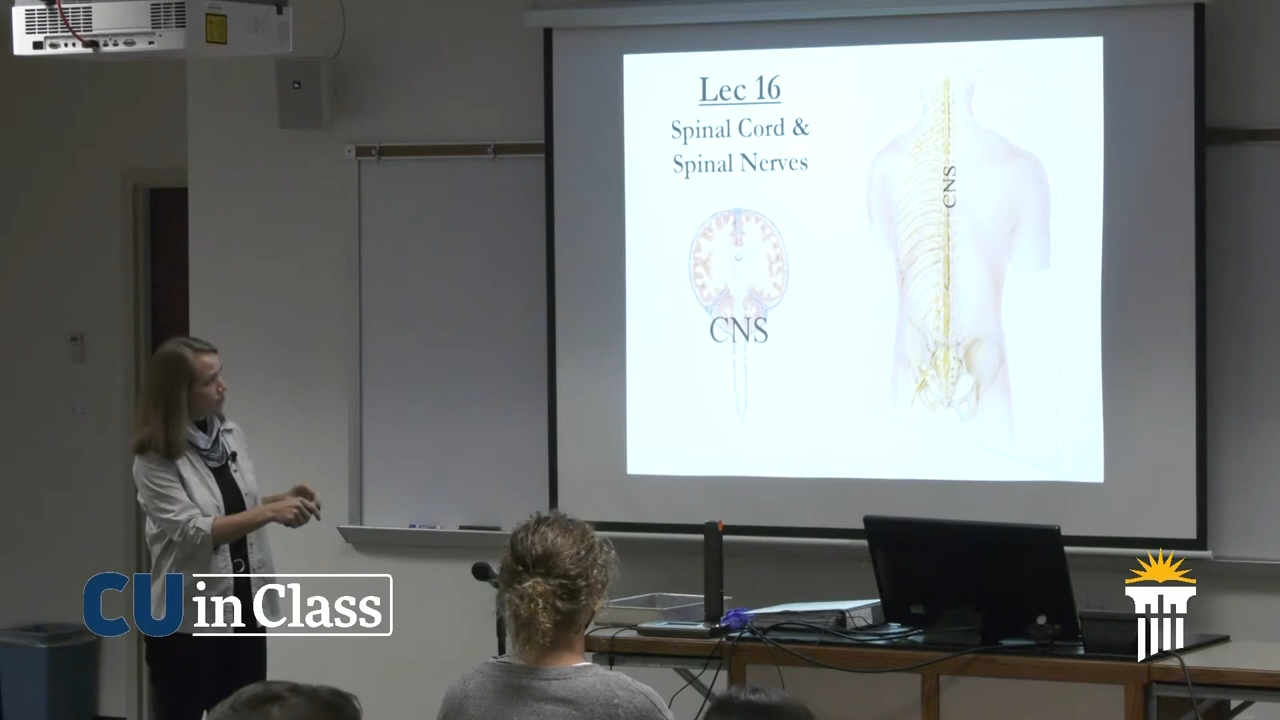 Lec 16
Spinal Cord &
Spinal Nerves
CNS
CNS
CU in Class